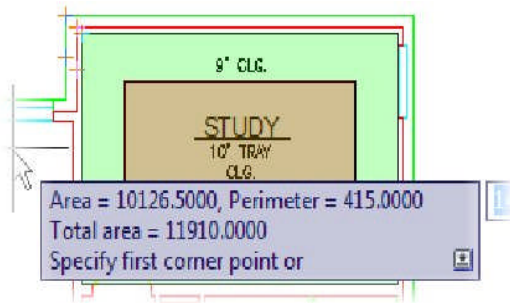 9' CLG.
STUDY
10' TRAY
CLG.
Area = 10126.5000, Perimeter = 415.0000
Total area = 11910.0000
Specify first corner point or